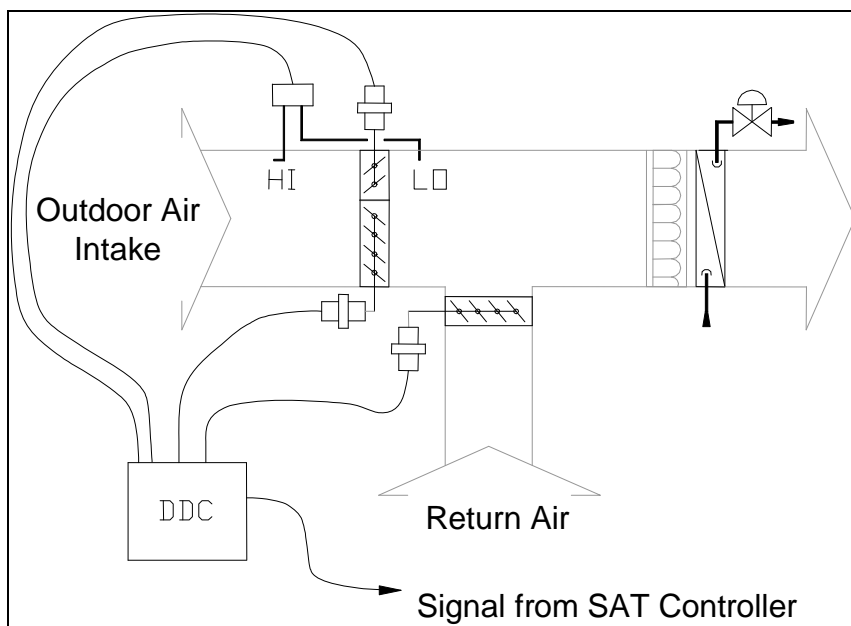 HI
LO
Outdoor Air
Intake
DDC
Return Air
Signal from SAT Controller